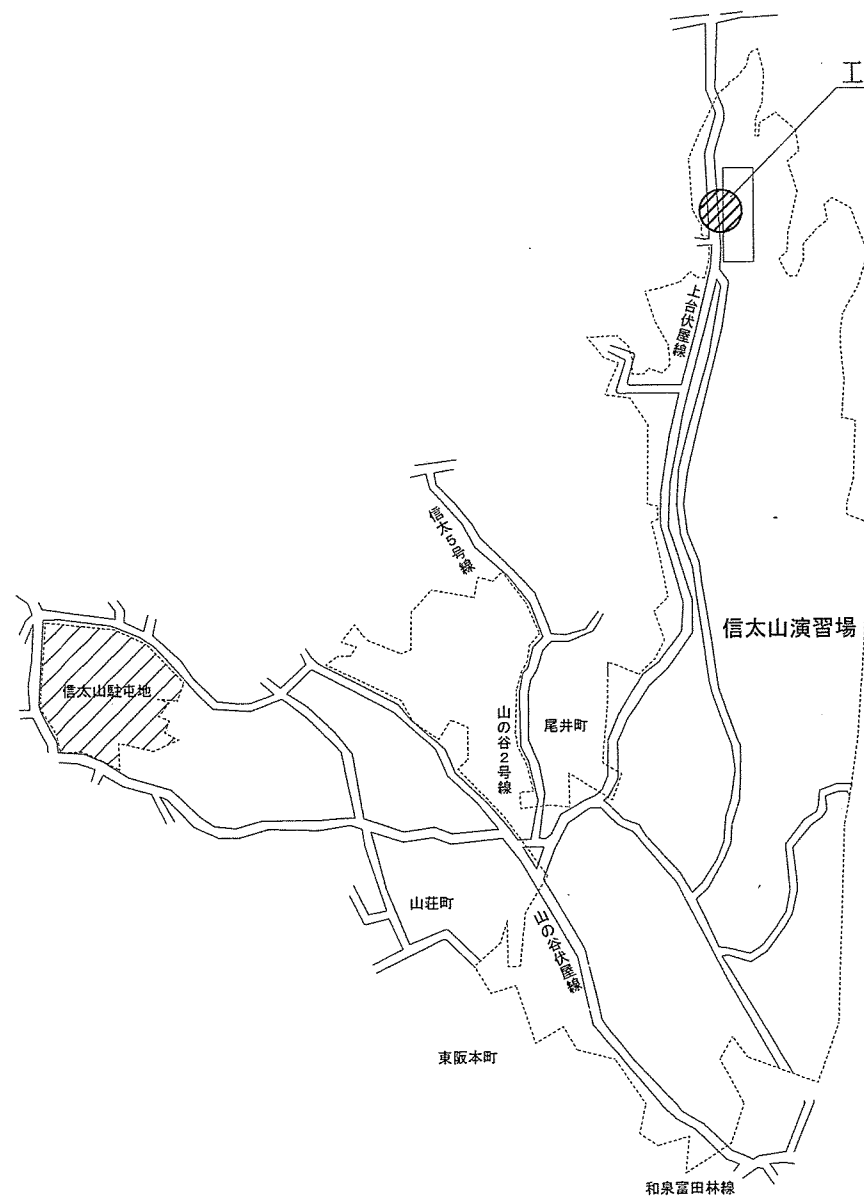 工
上台伏屋線
信太5号線
信太山演習場
信太山駐屯地
山の谷2号線
尾井町
山荘町
山の谷伏屋線
東阪本町
和泉富田林線